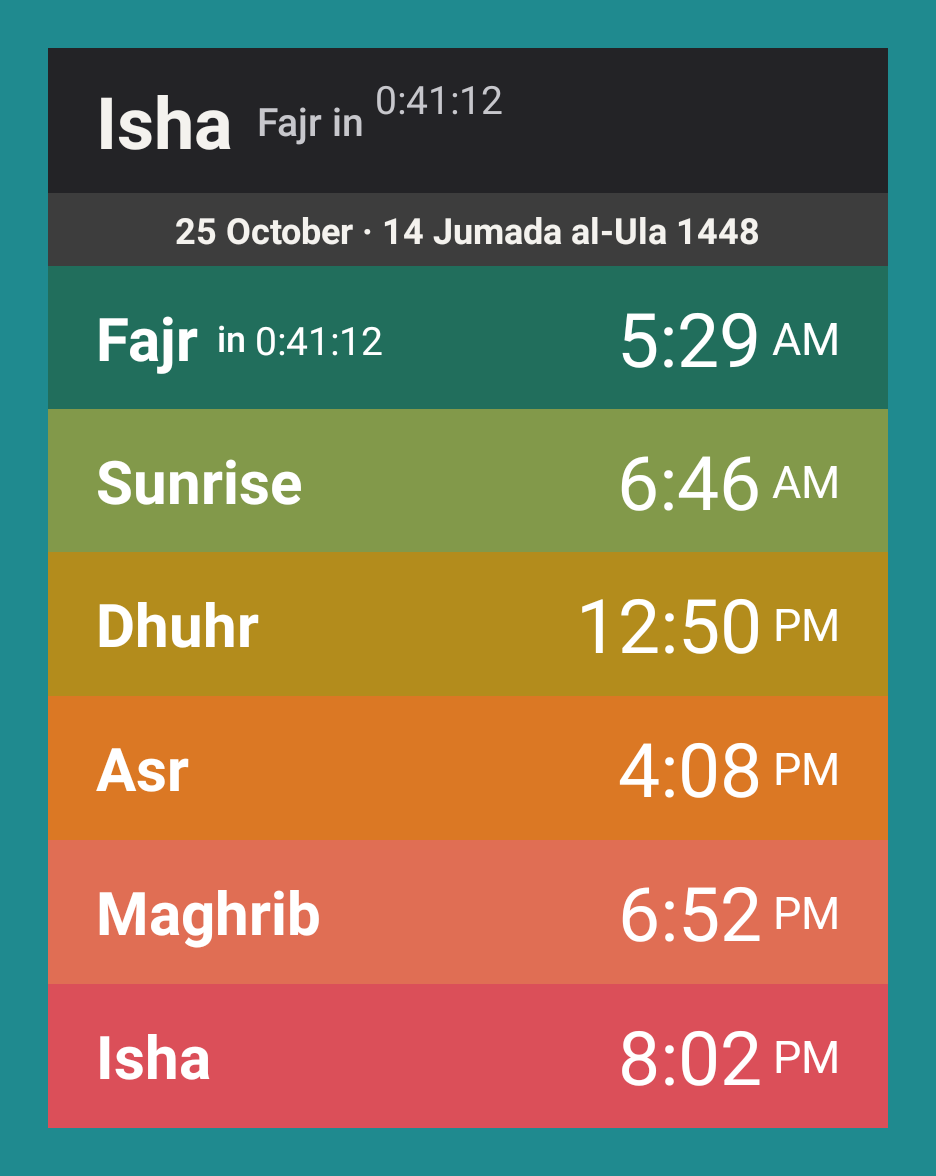 Isha Fajr in 0:41:12
25 October · 14 Jumada al-Ula 1448
Fajr in 0:41:12 5:29 AM
Sunrise 6:46 AM
Dhuhr 12:50 PM
Asr 4:08 PM
Maghrib 6:52 PM
Isha 8:02 PM